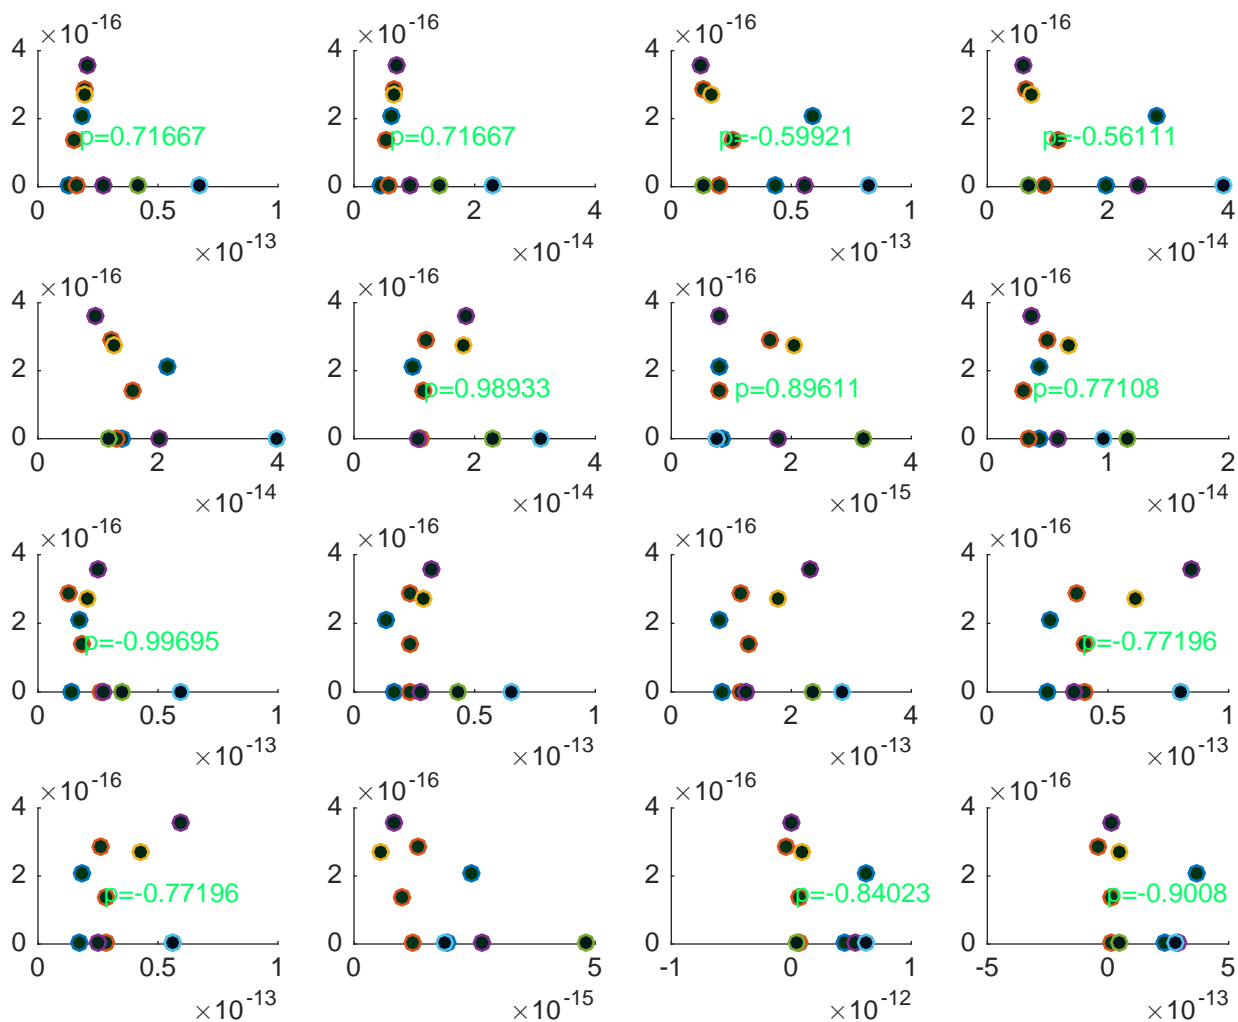 ×10-16 ×10-16 ×10-16 ×10-16
4 4 4 4
2 2 2 2
p=0.71667 p=0.71667 p=-0.59921 p=-0.56111
0 0 0 0
0 0.5 1 0 2 4 0 0.5 1 0 2 4
×10-13 ×10-14 ×10-13 ×10-14
×10-16 ×10-16 ×10-16 ×10-16
4 4 4 4
2 2 2 2
p=0.98933 p=0.89611 p=0.77108
0 0 0 0
0 2 4 0 2 4 0 2 4 0 1 2
×10-14 ×10-14 ×10-15 ×10-14
×10-16 ×10-16 ×10-16 ×10-16
4 4 4 4
2 2 2 2
p=-0.99695 p=-0.77196
0 0 0 0
0 0.5 1 0 0.5 1 0 2 4 0 0.5 1
×10-13 ×10-13 ×10-13 ×10-13
×10-16 ×10-16 ×10-16 ×10-16
4 4 4 4
2 2 2 2
p=-0.77196 p=-0.84023 p=-0.9008
0 0 0 0
0 0.5 1 0 5 -1 0 1 -5 0 5
×10-13 ×10-15 ×10-12 ×10-13